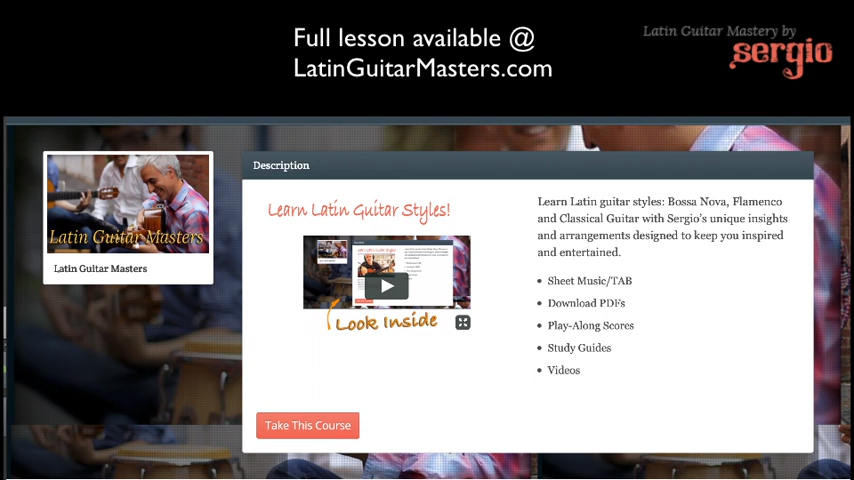 Full lesson available @
LatinGuitarMasters.com
Latin Guitar Mastery by
sergio
Latin Guitar Masters
Latin Guitar Masters
Description
Learn Latin Guitar Styles!
Look Inside
Take This Course
Learn Latin guitar styles: Bossa Nova, Flamenco
and Classical Guitar with Sergio's unique insights
and arrangements designed to keep you inspired
and entertained.
• Sheet Music/TAB
• Download PDFs
• Play-Along Scores
• Study Guides
• Videos